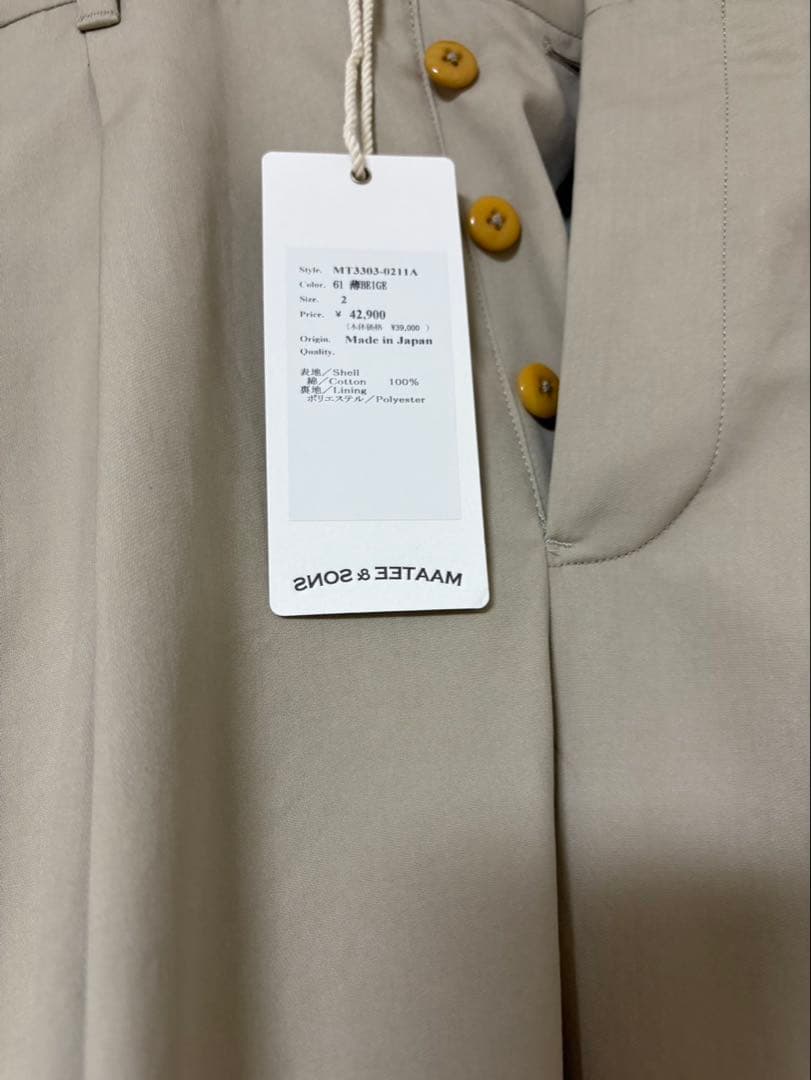 Style. MT3303-0211A
Color. 61 薄BEIGE
Size. 2
Price. ¥ 42,900
(本体価格 ¥39,000 )
Origin. Made in Japan
Quality.
表地/Shell
綿/Cotton 100%
裏地/Lining
ポリエステル/Polyester
MAATEE & SONS